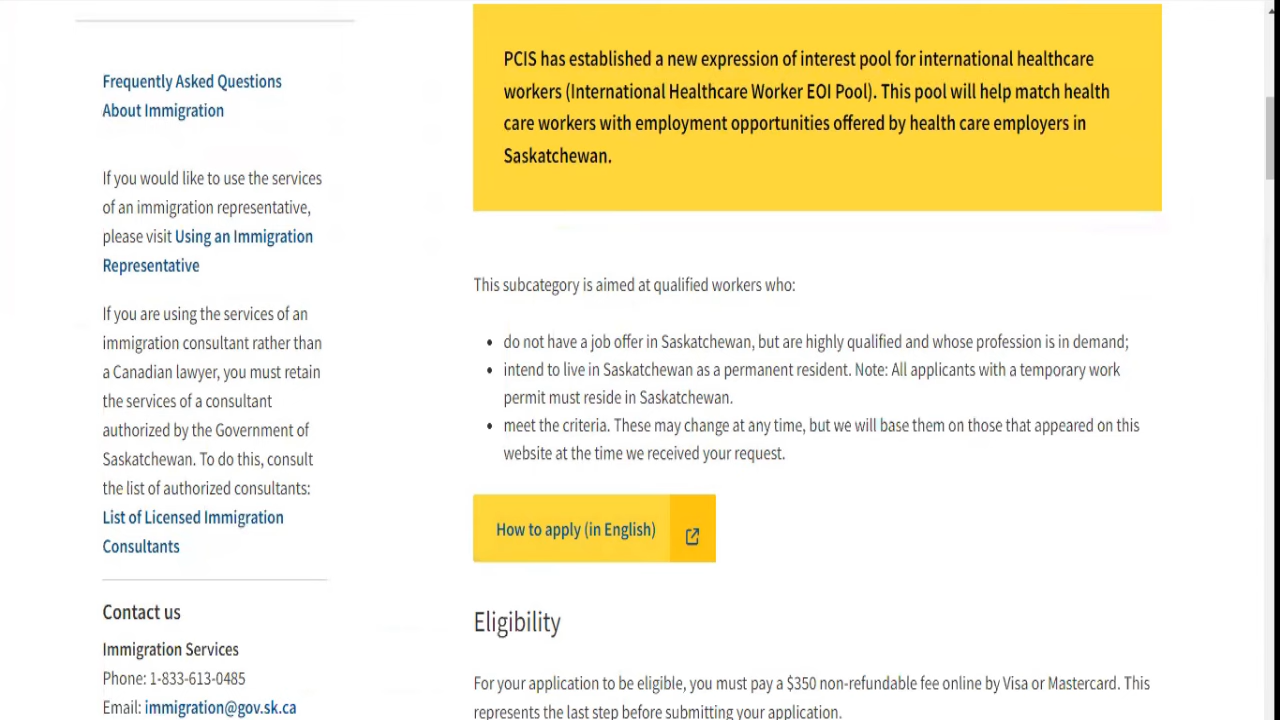 Frequently Asked Questions
About Immigration
If you would like to use the services
of an immigration representative,
please visit Using an Immigration
Representative
If you are using the services of an
immigration consultant rather than
a Canadian lawyer, you must retain
the services of a consultant
authorized by the Government of
Saskatchewan. To do this, consult
the list of authorized consultants:
List of Licensed Immigration
Consultants
Contact us
Immigration Services
Phone: 1-833-613-0485
Email: immigration@gov.sk.ca
PCIS has established a new expression of interest pool for international healthcare
workers (International Healthcare Worker EOI Pool). This pool will help match health
care workers with employment opportunities offered by health care employers in
Saskatchewan.
This subcategory is aimed at qualified workers who:
• do not have a job offer in Saskatchewan, but are highly qualified and whose profession is in demand;
• intend to live in Saskatchewan as a permanent resident. Note: All applicants with a temporary work
permit must reside in Saskatchewan.
• meet the criteria. These may change at any time, but we will base them on those that appeared on this
website at the time we received your request.
How to apply (in English)
Eligibility
For your application to be eligible, you must pay a $350 non-refundable fee online by Visa or Mastercard. This
represents the last step before submitting your application.